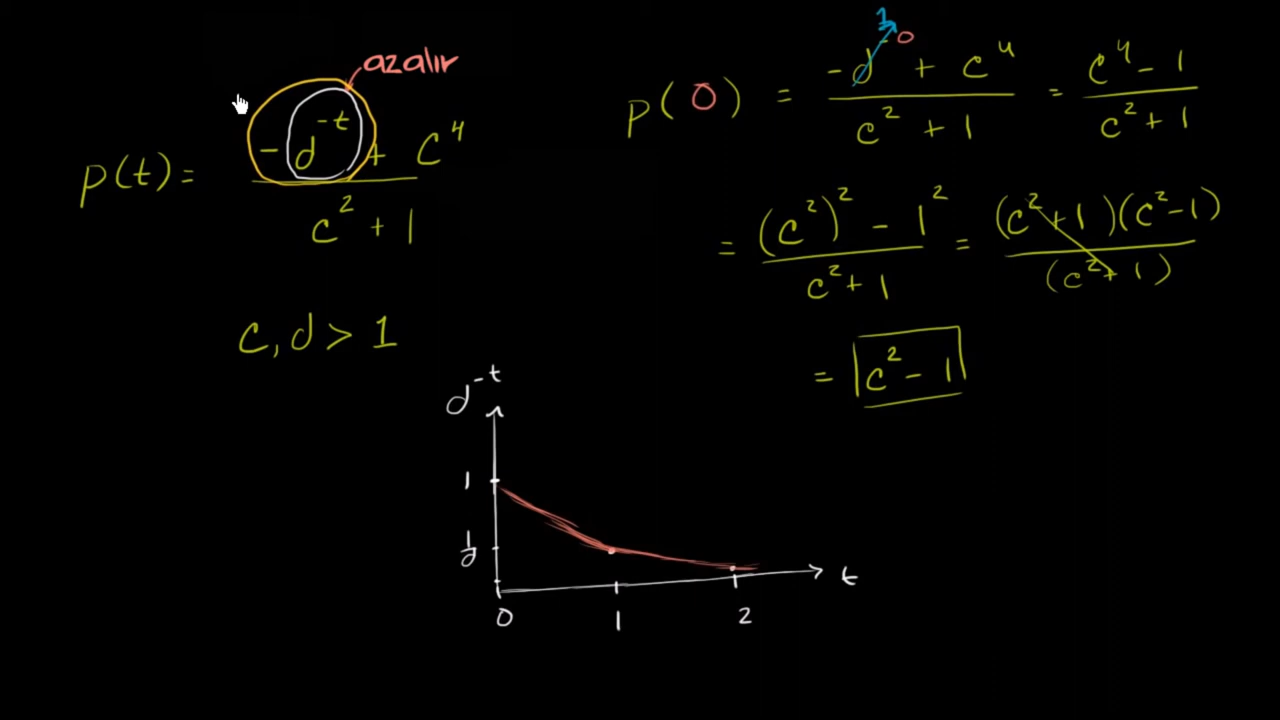 azalır
p(t) = (-d^{-t} + c^4) / (c^2 + 1)
c, d > 1
p(0) = (-d^{-0} + c^4) / (c^2 + 1) = (c^4 - 1) / (c^2 + 1)
1
= ((c^2)^2 - 1^2) / (c^2 + 1) = (c^2 + 1)(c^2 - 1) / (c^2 + 1)
= c^2 - 1
d^{-t}
1
1/d
t
0 1 2